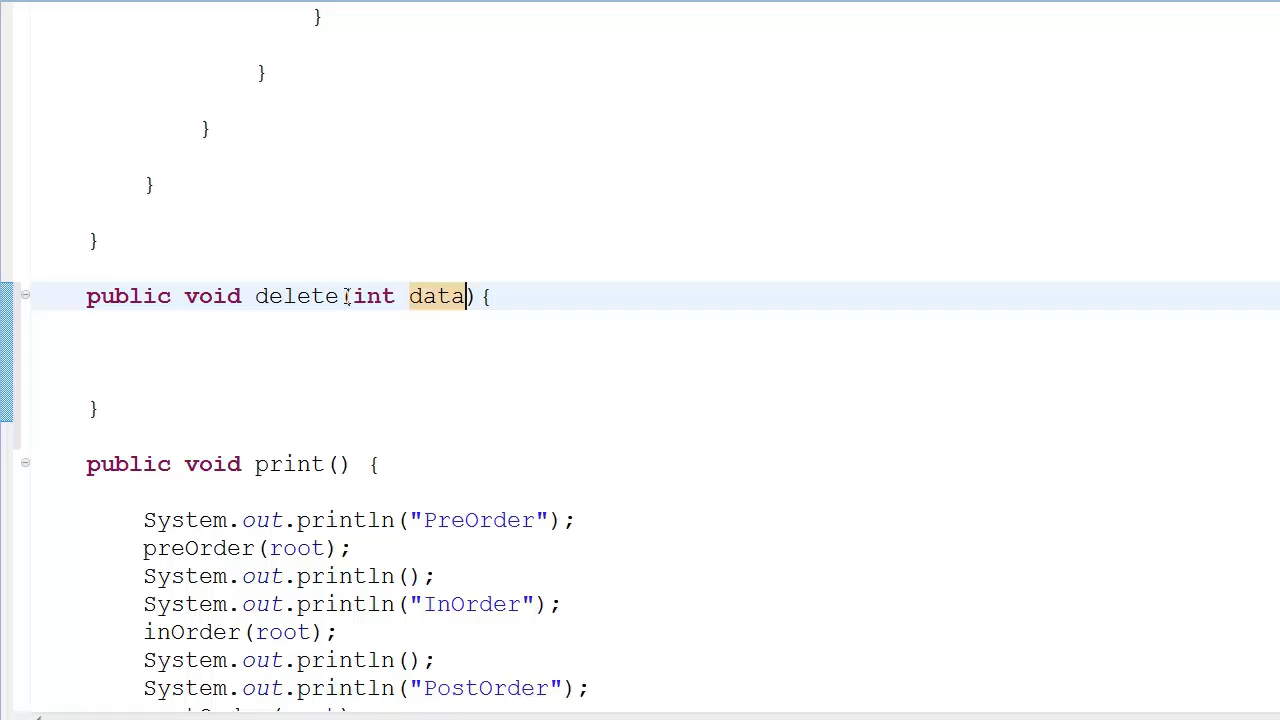 }
}
}
}
}
public void delete(int data){
}
public void print() {
System.out.println("PreOrder");
preOrder(root);
System.out.println();
System.out.println("InOrder");
inOrder(root);
System.out.println();
System.out.println("PostOrder");